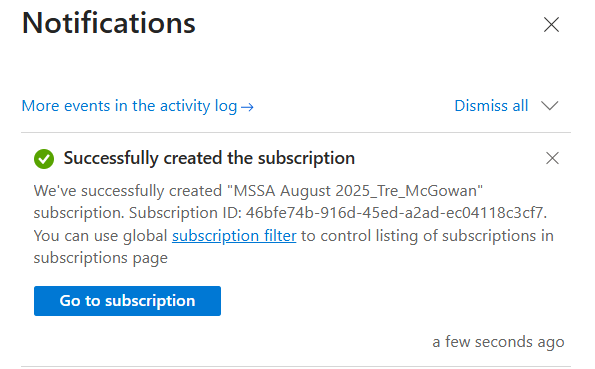 Notifications
More events in the activity log →
Dismiss all
Successfully created the subscription
We've successfully created "MSSA August 2025_Tre_McGowan"
subscription. Subscription ID: 46bfe74b-916d-45ed-a2ad-ec04118c3cf7.
You can use global subscription filter to control listing of subscriptions in
subscriptions page
Go to subscription
a few seconds ago